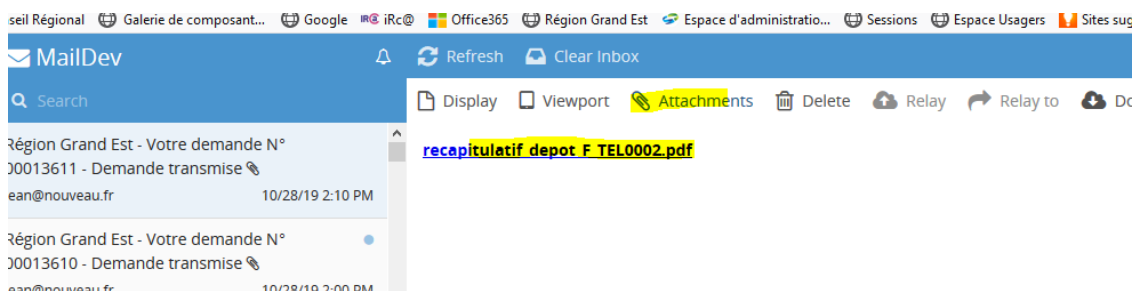 seil Régional Galerie de composant... Google iRc@ Office365 Région Grand Est Espace d'administratio... Sessions Espace Usagers Sites sug
MailDev Refresh Clear Inbox
Search Display Viewport Attachments Delete Relay Relay to Do
Région Grand Est - Votre demande N°
00013611 - Demande transmise
ean@nouveau.fr 10/28/19 2:10 PM
recapitulatif_depot_F_TEL0002.pdf
Région Grand Est - Votre demande N°
00013610 - Demande transmise
ean@nouveau.fr 10/28/19 2:00 PM